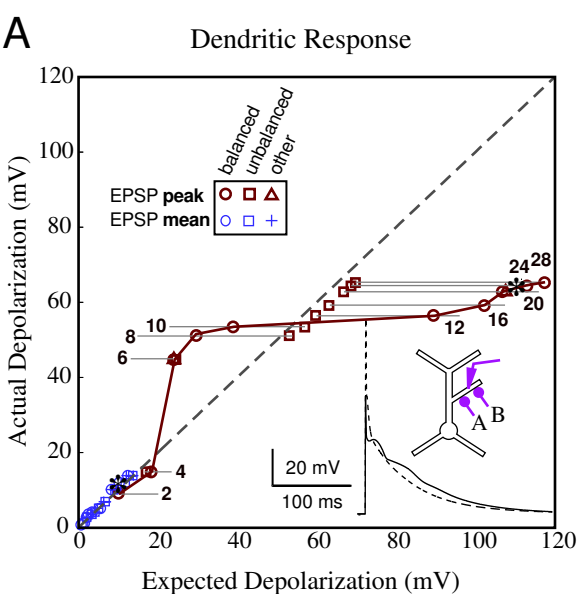 A
Dendritic Response
Actual Depolarization (mV)
120
100
80
60
40
20
0
balanced
unbalanced
other
EPSP peak
EPSP mean
24 28
20
16
12
10
8
6
4
2
A B
20 mV
100 ms
0 20 40 60 80 100 120
Expected Depolarization (mV)